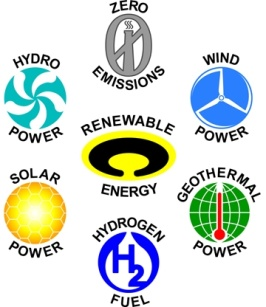 ZERO
EMISSIONS
HYDRO
POWER
WIND
POWER
RENEWABLE
ENERGY
SOLAR
POWER
GEOTHERMAL
POWER
HYDROGEN
H2
FUEL